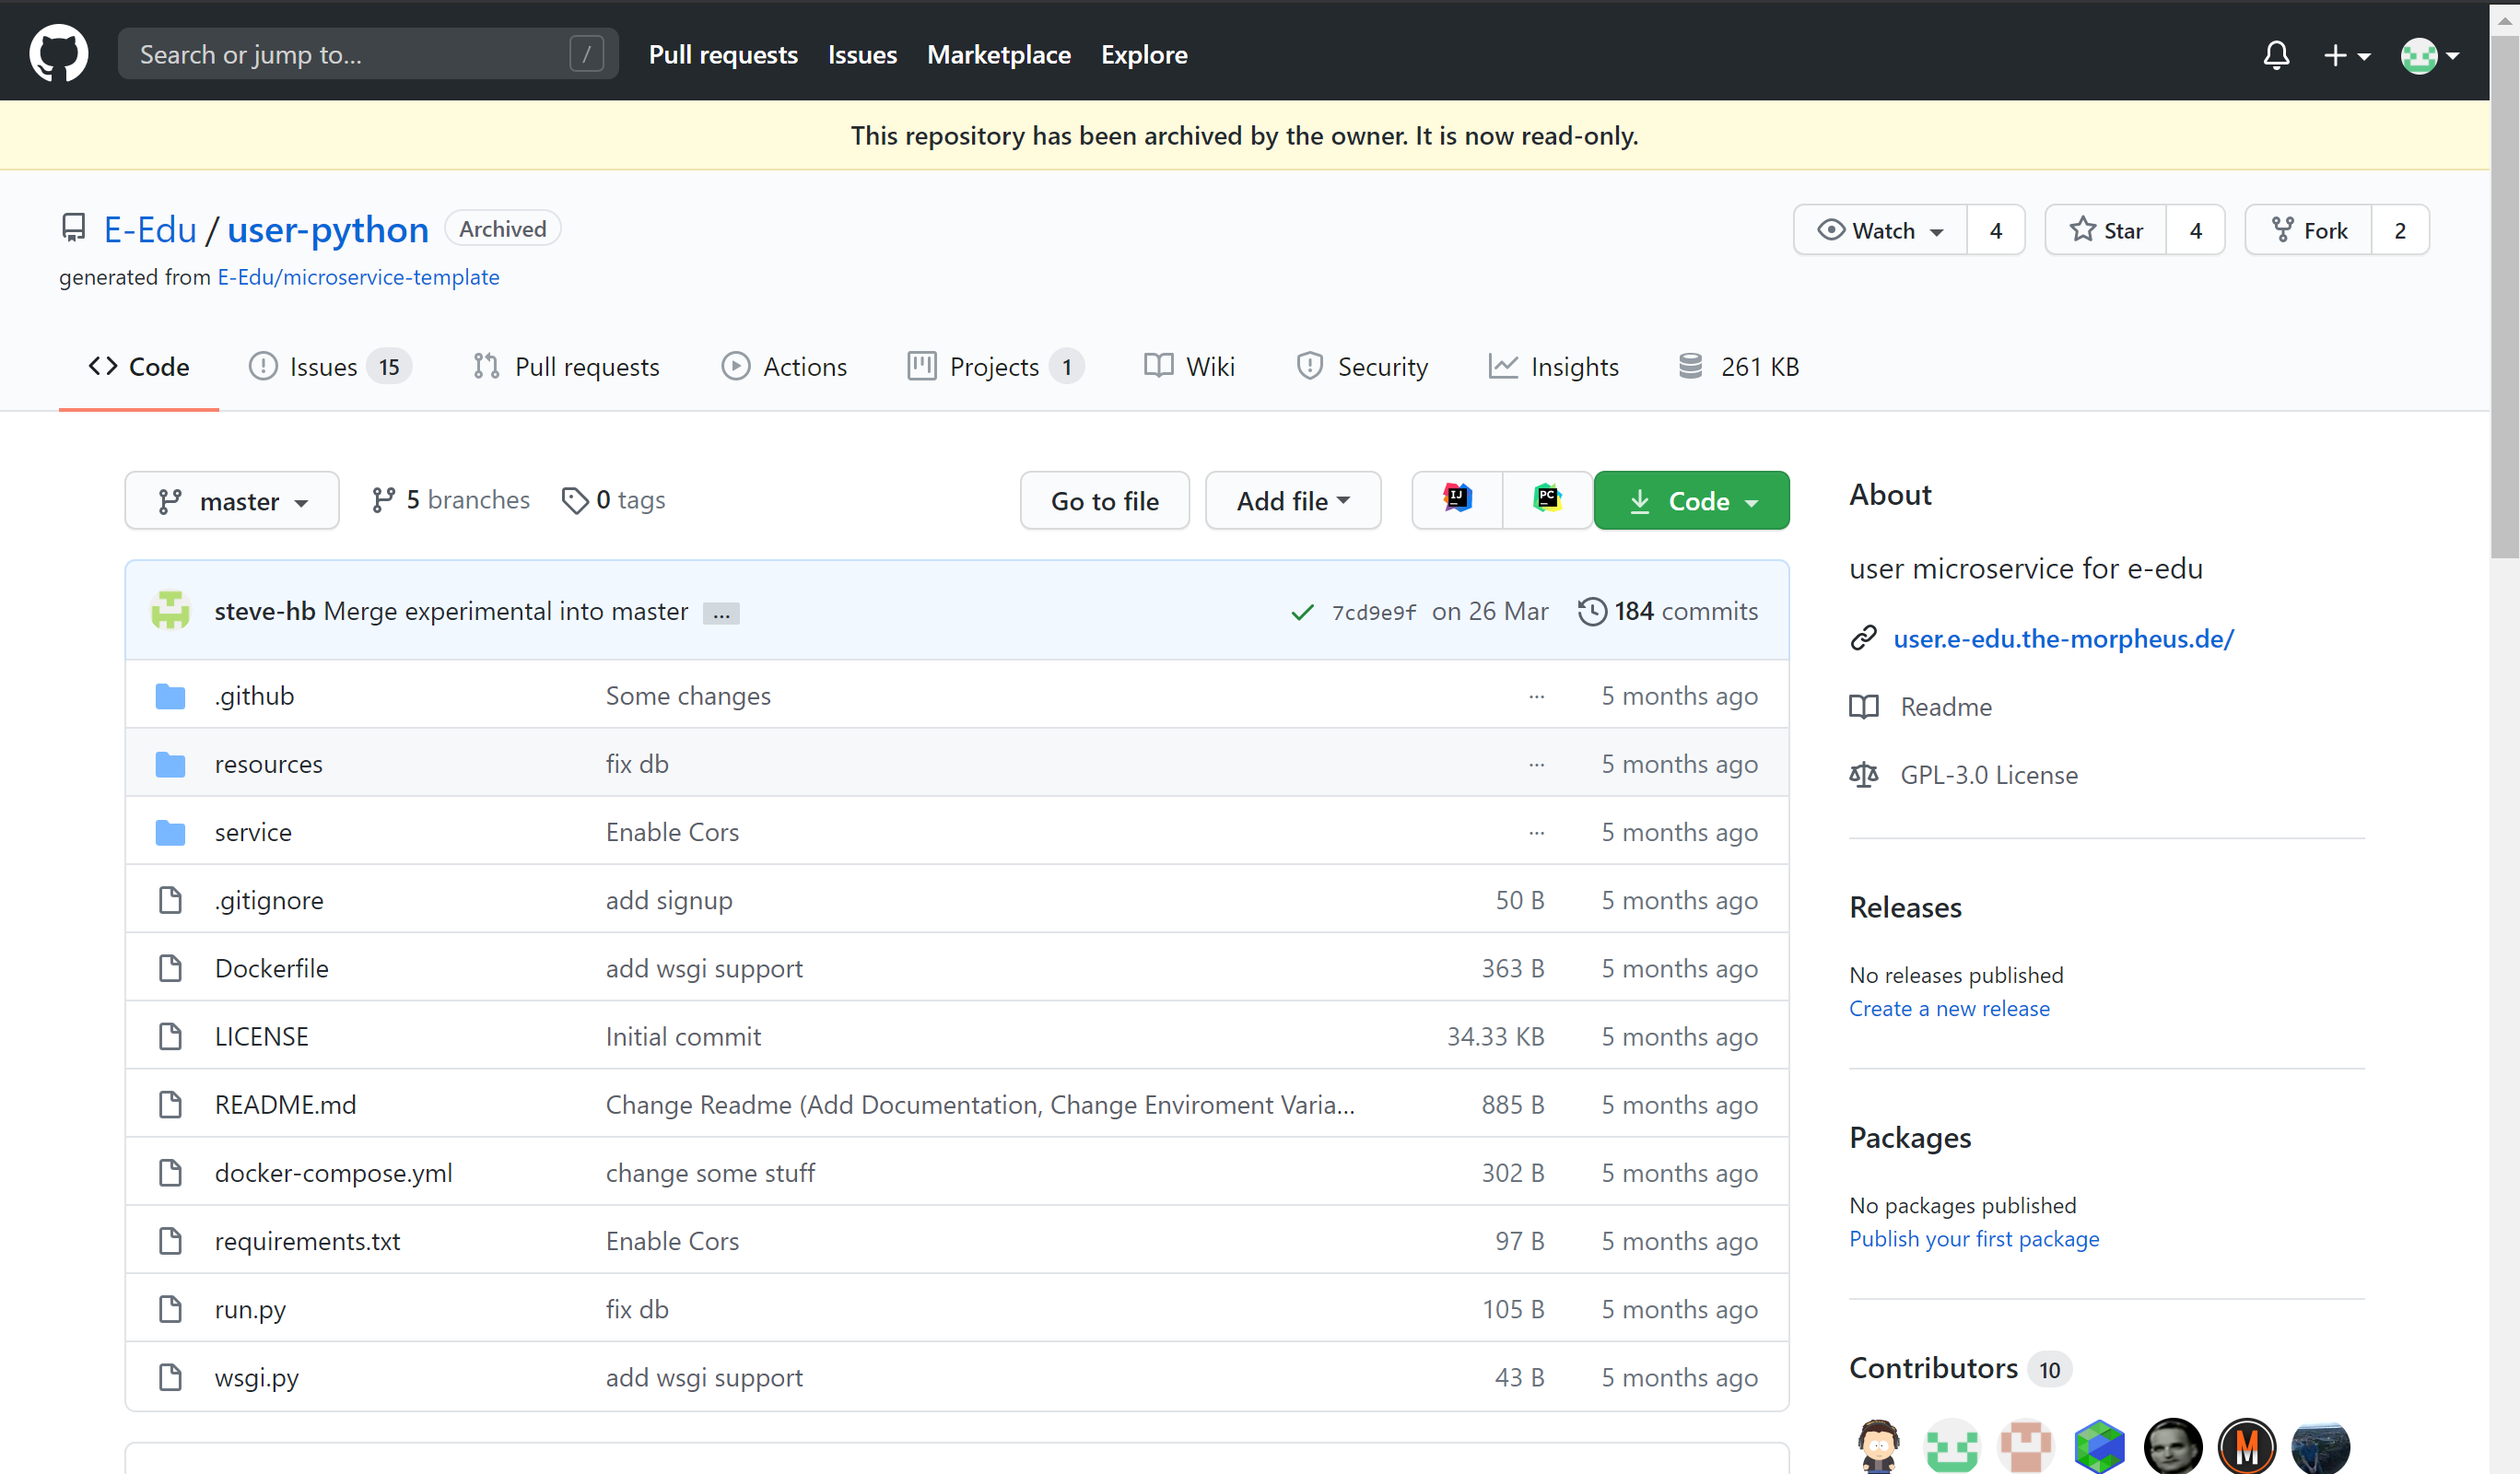 Search or jump to... /
Pull requests Issues Marketplace Explore
This repository has been archived by the owner. It is now read-only.
E-Edu / user-python Archived
Watch 4 Star 4 Fork 2
generated from E-Edu/microservice-template
Code Issues 15 Pull requests Actions Projects 1 Wiki Security Insights 261 KB
master 5 branches 0 tags Go to file Add file IJ PC Code
steve-hb Merge experimental into master ... 7cd9e9f on 26 Mar 184 commits
.github Some changes ... 5 months ago
resources fix db ... 5 months ago
service Enable Cors ... 5 months ago
.gitignore add signup 50 B 5 months ago
Dockerfile add wsgi support 363 B 5 months ago
LICENSE Initial commit 34.33 KB 5 months ago
README.md Change Readme (Add Documentation, Change Enviroment Varia... 885 B 5 months ago
docker-compose.yml change some stuff 302 B 5 months ago
requirements.txt Enable Cors 97 B 5 months ago
run.py fix db 105 B 5 months ago
wsgi.py add wsgi support 43 B 5 months ago
About
user microservice for e-edu
user.e-edu.the-morpheus.de/
Readme
GPL-3.0 License
Releases
No releases published
Create a new release
Packages
No packages published
Publish your first package
Contributors 10
M